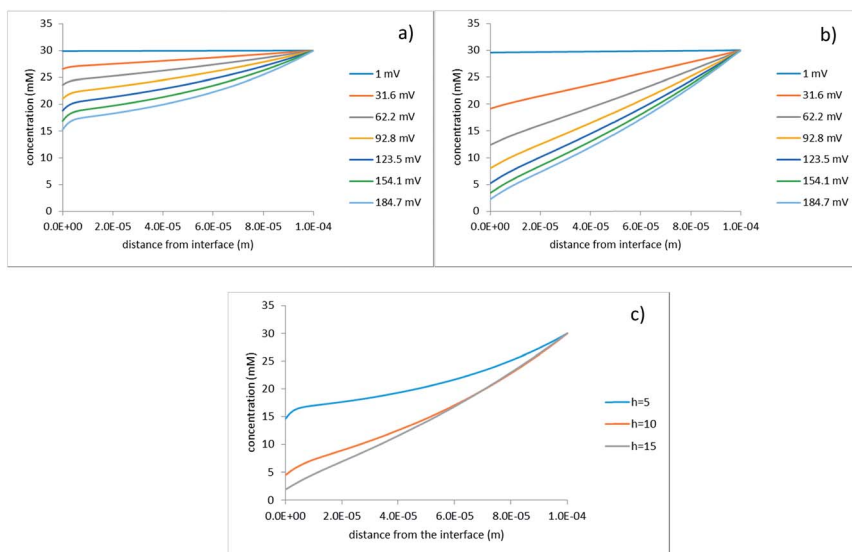 a)
concentration (mM)
35
30
25
20
15
10
5
0
0.0E+00 2.0E-05 4.0E-05 6.0E-05 8.0E-05 1.0E-04
distance from interface (m)
1 mV
31.6 mV
62.2 mV
92.8 mV
123.5 mV
154.1 mV
184.7 mV
b)
concentration (mM)
35
30
25
20
15
10
5
0
0.0E+00 2.0E-05 4.0E-05 6.0E-05 8.0E-05 1.0E-04
distance from interface (m)
1 mV
31.6 mV
62.2 mV
92.8 mV
123.5 mV
154.1 mV
184.7 mV
c)
concentration (mM)
35
30
25
20
15
10
5
0
0.0E+00 2.0E-05 4.0E-05 6.0E-05 8.0E-05 1.0E-04
distance from the interface (m)
h=5
h=10
h=15